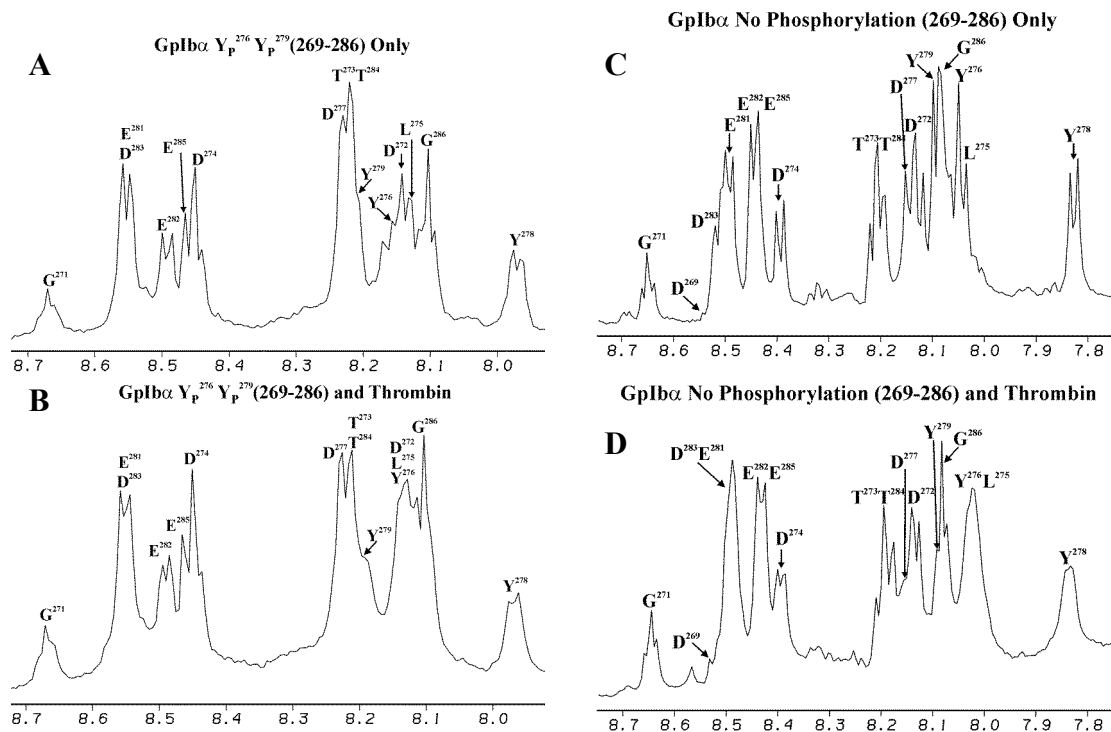 A
GpIbα Y_P^276 Y_P^279 (269-286) Only
T^273 T^284
D^277
E^281
D^283
E^285
D^274
L^275
D^272
G^286
Y^279
Y^276
E^282
Y^278
G^271
8.7 8.6 8.5 8.4 8.3 8.2 8.1 8.0
B
GpIbα Y_P^276 Y_P^279 (269-286) and Thrombin
T^273
T^284
D^277
G^286
D^272
L^275
Y^276
E^281
D^283
D^274
E^285
E^282
Y^279
Y^278
G^271
8.7 8.6 8.5 8.4 8.3 8.2 8.1 8.0
C
GpIbα No Phosphorylation (269-286) Only
G^286
Y^279
Y^276
D^277
E^282 E^285
E^281
D^272
T^273 T^284
L^275
Y^278
D^274
D^283
G^271
D^269
8.7 8.6 8.5 8.4 8.3 8.2 8.1 8.0 7.9 7.8
D
GpIbα No Phosphorylation (269-286) and Thrombin
Y^279
G^286
D^277
D^283 E^281
E^282 E^285
T^273 T^284
D^272
Y^276 L^275
D^274
Y^278
G^271
D^269
8.7 8.6 8.5 8.4 8.3 8.2 8.1 8.0 7.9 7.8